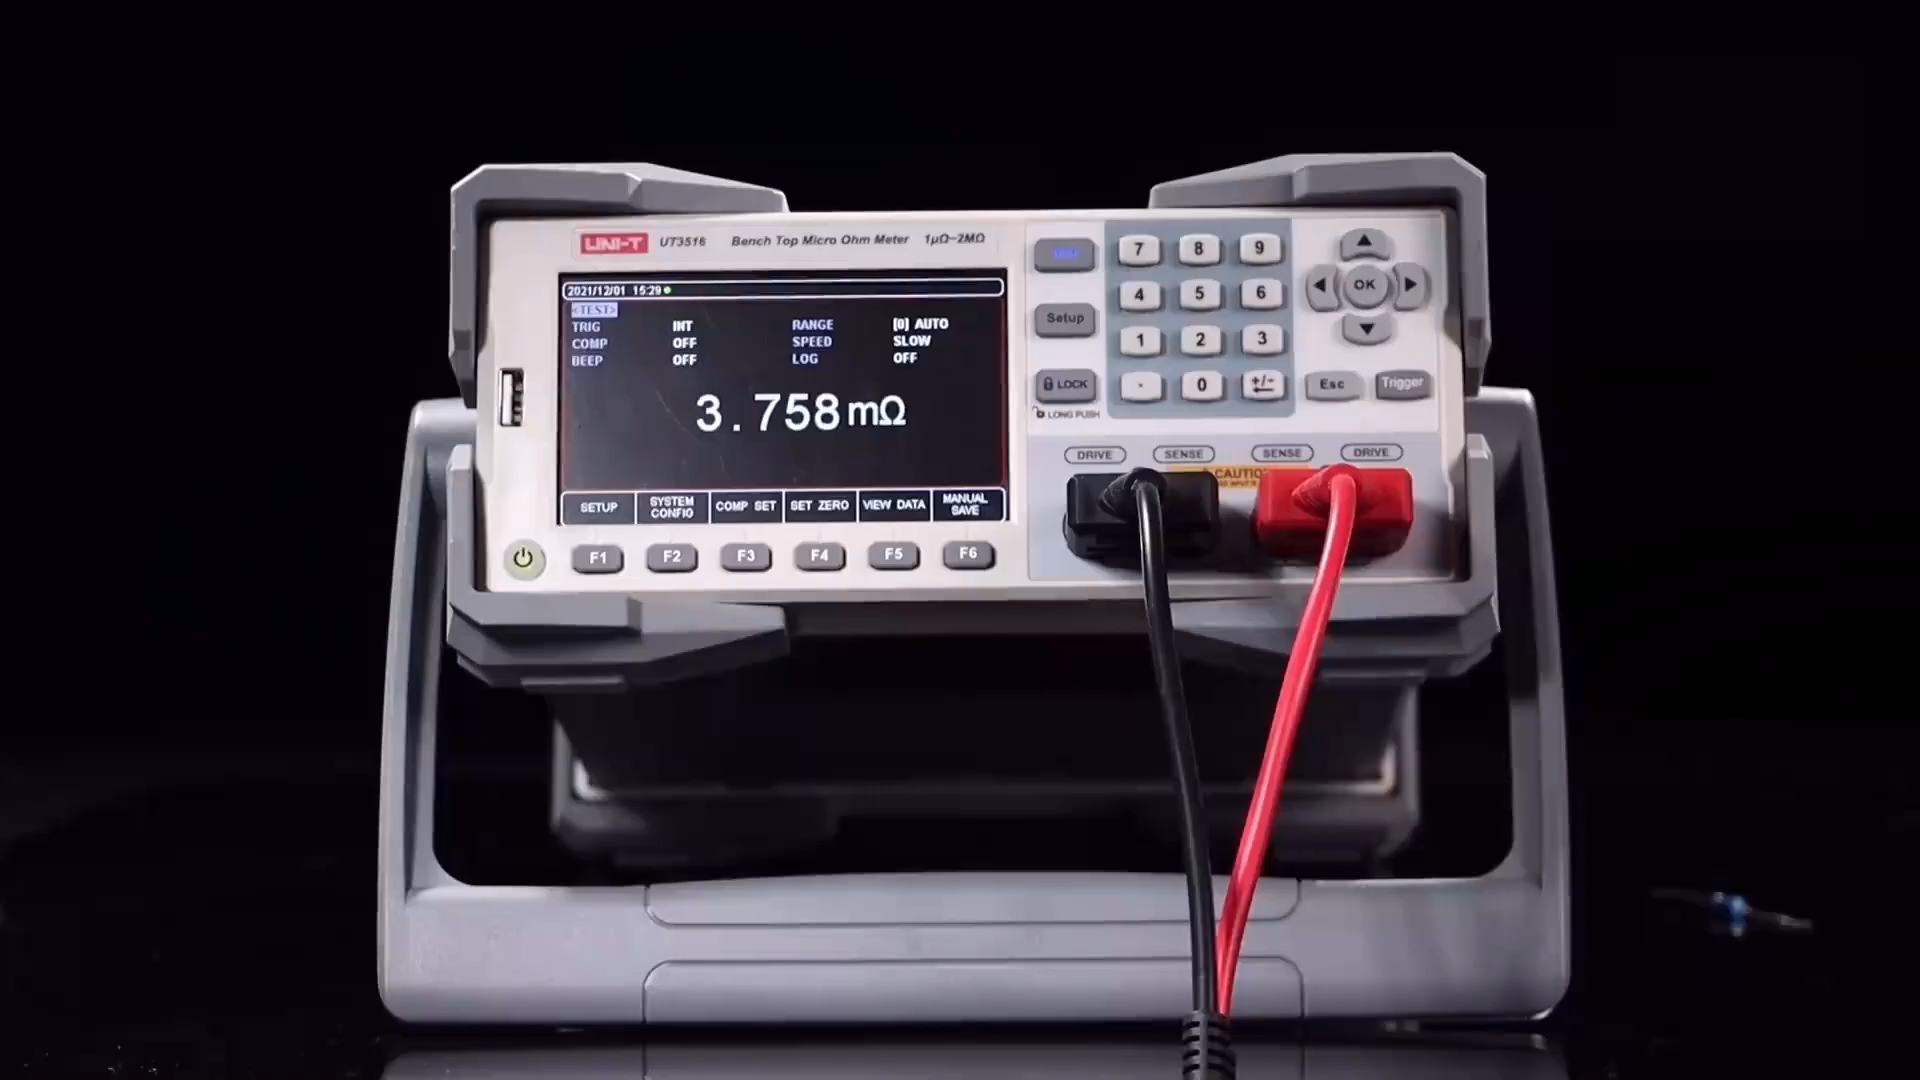 UNI-T UT3516 Bench Top Micro Ohm Meter 1μΩ-2MΩ
2021/12/01 15:29
<TEST>
TRIG INT RANGE [0] AUTO
COMP OFF SPEED SLOW
BEEP OFF LOG OFF
3.758mΩ
SETUP SYSTEM CONFIG COMP SET SET ZERO VIEW DATA MANUAL SAVE
F1 F2 F3 F4 F5 F6
7 8 9
Setup
4 5 6
1 2 3
LOCK
LONG PUSH
. 0 +/-
OK
Esc Trigger
DRIVE SENSE SENSE DRIVE